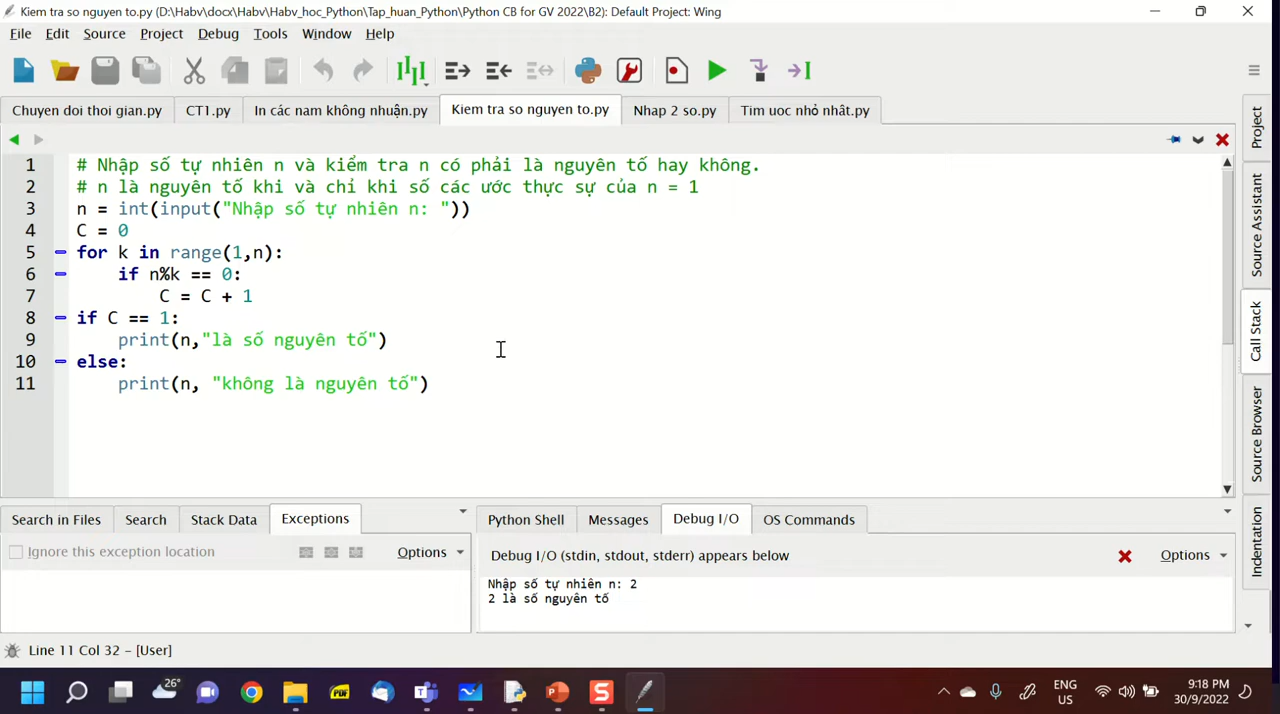 Kiem tra so nguyen to.py (D:\Habv\docx\Habv\Habv_hoc_Python\Tap_huan_Python\Python CB for GV 2022\B2): Default Project: Wing
File Edit Source Project Debug Tools Window Help
Chuyen doi thoi gian.py CT1.py In các nam không nhuận.py Kiem tra so nguyen to.py Nhap 2 so.py Tim uoc nhỏ nhât.py
1 # Nhập số tự nhiên n và kiểm tra n có phải là nguyên tố hay không.
2 # n là nguyên tố khi và chỉ khi số các ước thực sự của n = 1
3 n = int(input("Nhập số tự nhiên n: "))
4 C = 0
5 for k in range(1,n):
6 if n%k == 0:
7 C = C + 1
8 if C == 1:
9 print(n,"là số nguyên tố")
10 else:
11 print(n, "không là nguyên tố")
Project
Source Assistant
Call Stack
Source Browser
Indentation
Search in Files Search Stack Data Exceptions
Ignore this exception location Options
Python Shell Messages Debug I/O OS Commands
Debug I/O (stdin, stdout, stderr) appears below Options
Nhập số tự nhiên n: 2
2 là số nguyên tố
Line 11 Col 32 – [User]
26°
PDF
S
ENG
US
9:18 PM
30/9/2022